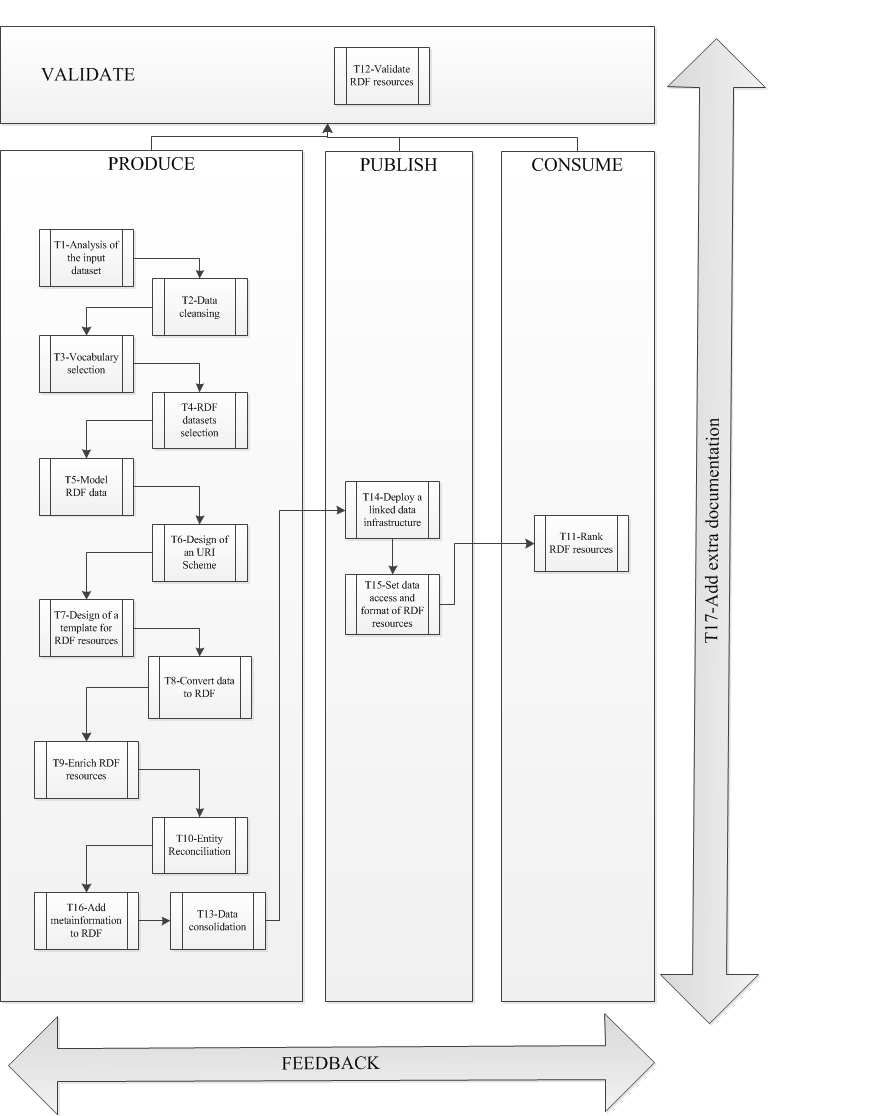 VALIDATE
T12-Validate
RDF resources
PRODUCE
PUBLISH
CONSUME
T1-Analysis of
the input
dataset
T2-Data
cleansing
T3-Vocabulary
selection
T4-RDF
datasets
selection
T5-Model
RDF data
T6-Design of
an URI
Scheme
T7-Design of a
template for
RDF resources
T8-Convert data
to RDF
T9-Enrich RDF
resources
T10-Entity
Reconciliation
T16-Add
metainformation
to RDF
T13-Data
consolidation
T14-Deploy a
linked data
infrastructure
T15-Set data
access and
format of RDF
resources
T11-Rank
RDF resources
T17-Add extra documentation
FEEDBACK